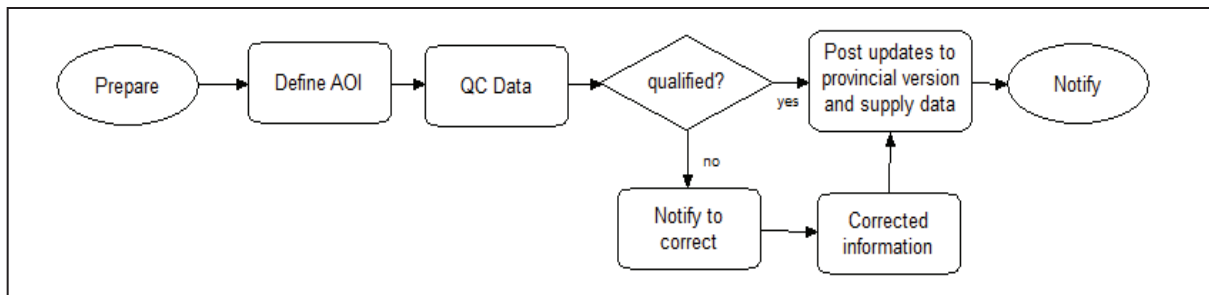 Prepare
Define AOI
QC Data
qualified?
yes
Post updates to
provincial version
and supply data
Notify
no
Notify to
correct
Corrected
information